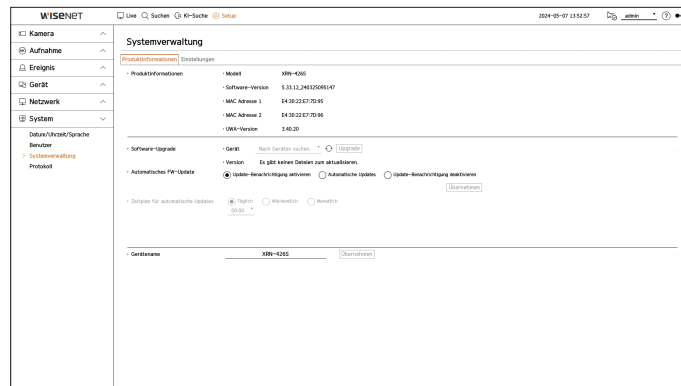 WISENET
Live Suchen KI-Suche Setup 2024-05-07 13:52:57 admin
Kamera
Aufnahme
Ereignis
Gerät
Netzwerk
System
Datum/Uhrzeit/Sprache
Benutzer
Systemverwaltung
Protokoll
Systemverwaltung
Produktinformationen Einstellungen
Produktinformationen Modell XRN-426S
Software-Version 5.33.12_240325095147
MAC Adresse 1 E4:30:22:E7:7D:95
MAC Adresse 2 E4:30:22:E7:7D:96
UWA-Version 3.40.20
Software-Upgrade Gerät Nach Geräten suchen. Upgrade
Version Es gibt keinen Dateien zum aktualisieren.
Automatisches FW-Update Update-Benachrichtigung aktivieren Automatische Updates Update-Benachrichtigung deaktivieren
Übernehmen
Zeitplan für automatische Updates Täglich Wöchentlich Monatlich
00:00
Gerätename XRN-426S Übernehmen